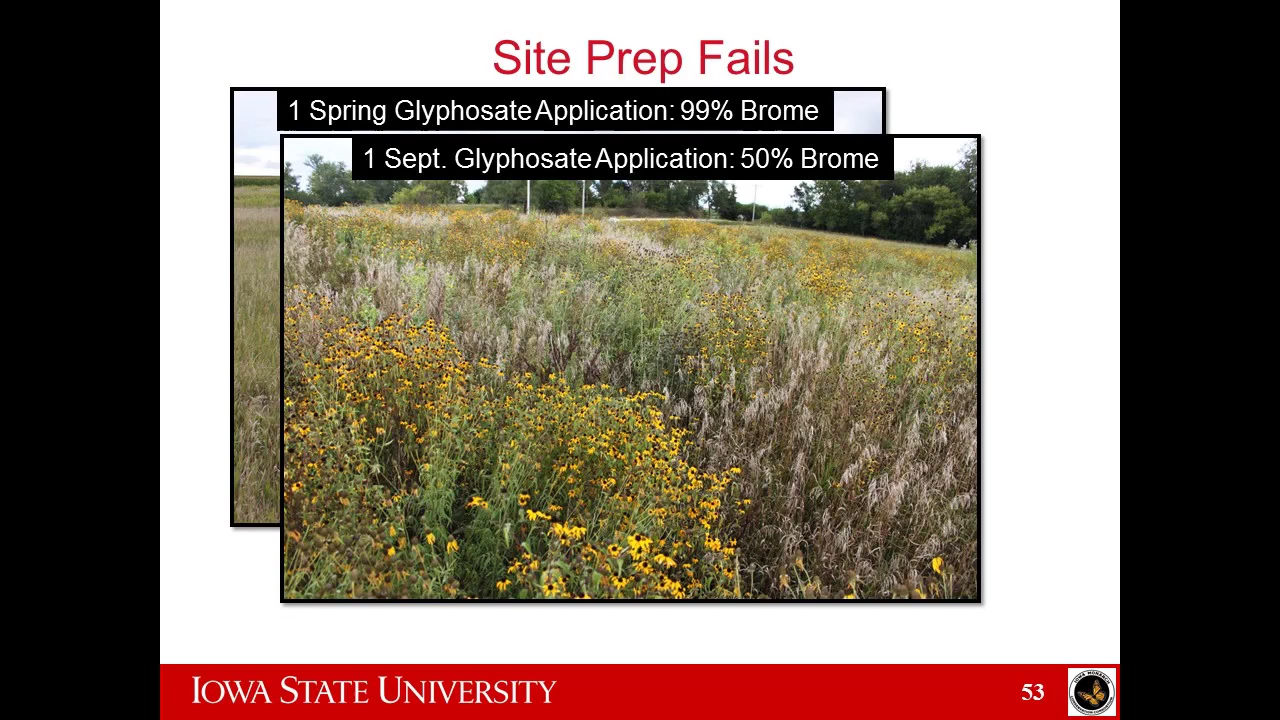 Site Prep Fails
1 Spring Glyphosate Application: 99% Brome
1 Sept. Glyphosate Application: 50% Brome
IOWA STATE UNIVERSITY
53